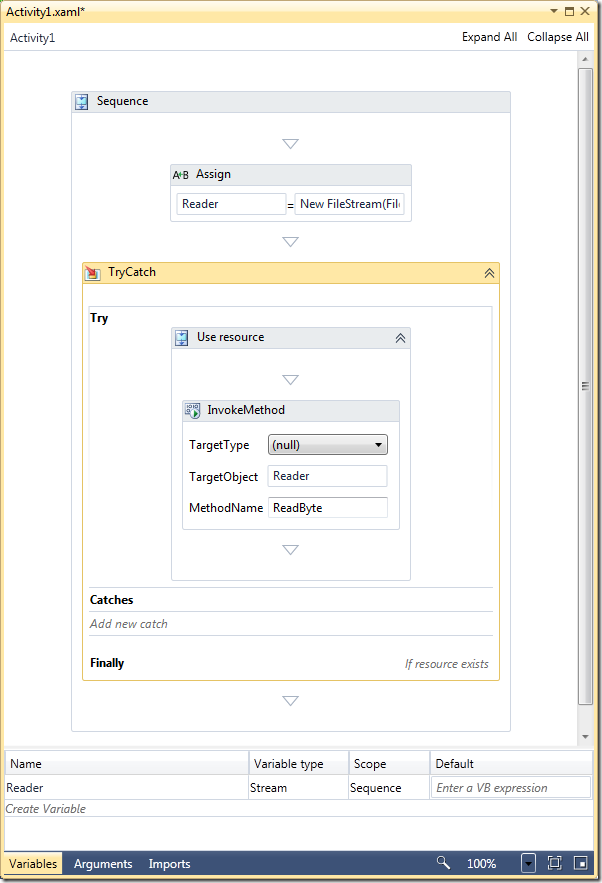 Activity1.xaml*
Activity1 Expand All Collapse All
Sequence
A+B Assign
Reader = New FileStream(Fil
TryCatch
Try
Use resource
InvokeMethod
TargetType (null)
TargetObject Reader
MethodName ReadByte
Catches
Add new catch
Finally If resource exists
Name Variable type Scope Default
Reader Stream Sequence Enter a VB expression
Create Variable
Variables Arguments Imports 100%